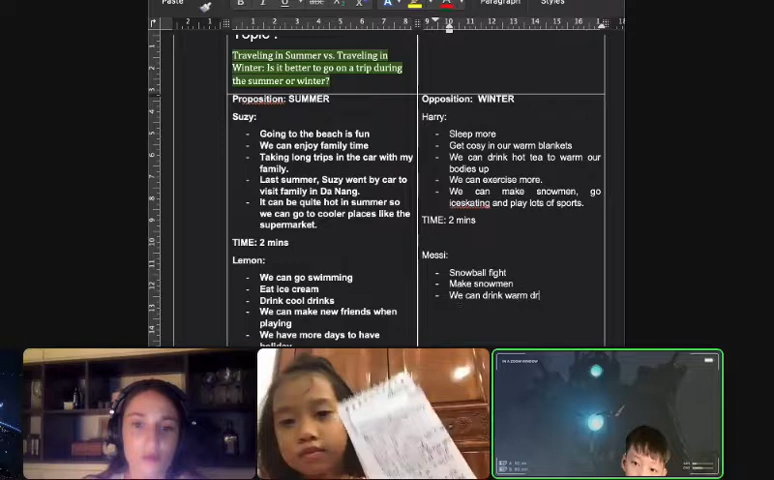 Paste
Paragraph
Styles
Topic :
Traveling in Summer vs. Traveling in
Winter: Is it better to go on a trip during
the summer or winter?
Proposition: SUMMER
Suzy:
- Going to the beach is fun
- We can enjoy family time
- Taking long trips in the car with my
family.
- Last summer, Suzy went by car to
visit family in Da Nang.
- It can be quite hot in summer so
we can go to cooler places like the
supermarket.
TIME: 2 mins
Lemon:
- We can go swimming
- Eat ice cream
- Drink cool drinks
- We can make new friends when
playing
- We have more days to have
holiday
Opposition: WINTER
Harry:
- Sleep more
- Get cosy in our warm blankets
- We can drink hot tea to warm our
bodies up
- We can exercise more.
- We can make snowmen, go
iceskating and play lots of sports.
TIME: 2 mins
Messi:
- Snowball fight
- Make snowmen
- We can drink warm dr